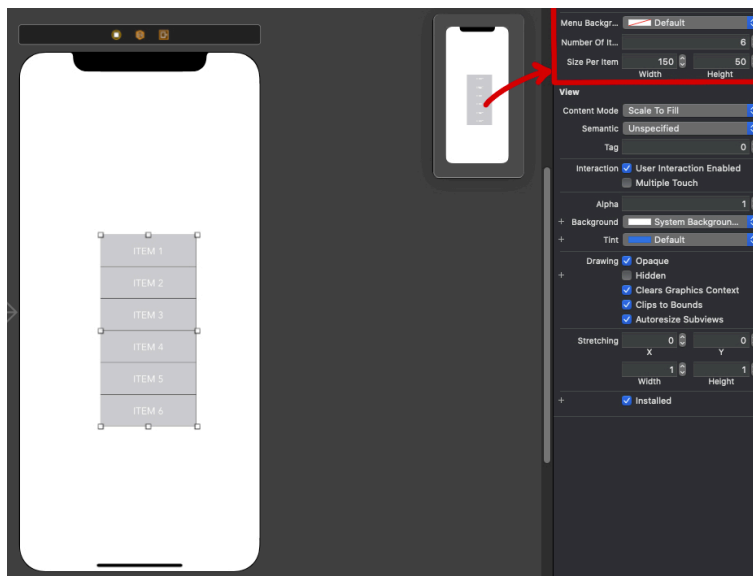 Menu Backgr... Default
Number Of It... 6
Size Per Item 150 50
Width Height
View
Content Mode Scale To Fill
Semantic Unspecified
Tag 0
Interaction User Interaction Enabled
Multiple Touch
Alpha 1
+ Background System Backgroun...
+ Tint Default
Drawing Opaque
+ Hidden
Clears Graphics Context
Clips to Bounds
Autoresize Subviews
Stretching 0 0
X Y
1 1
Width Height
+ Installed
ITEM 1
ITEM 2
ITEM 3
ITEM 4
ITEM 5
ITEM 6